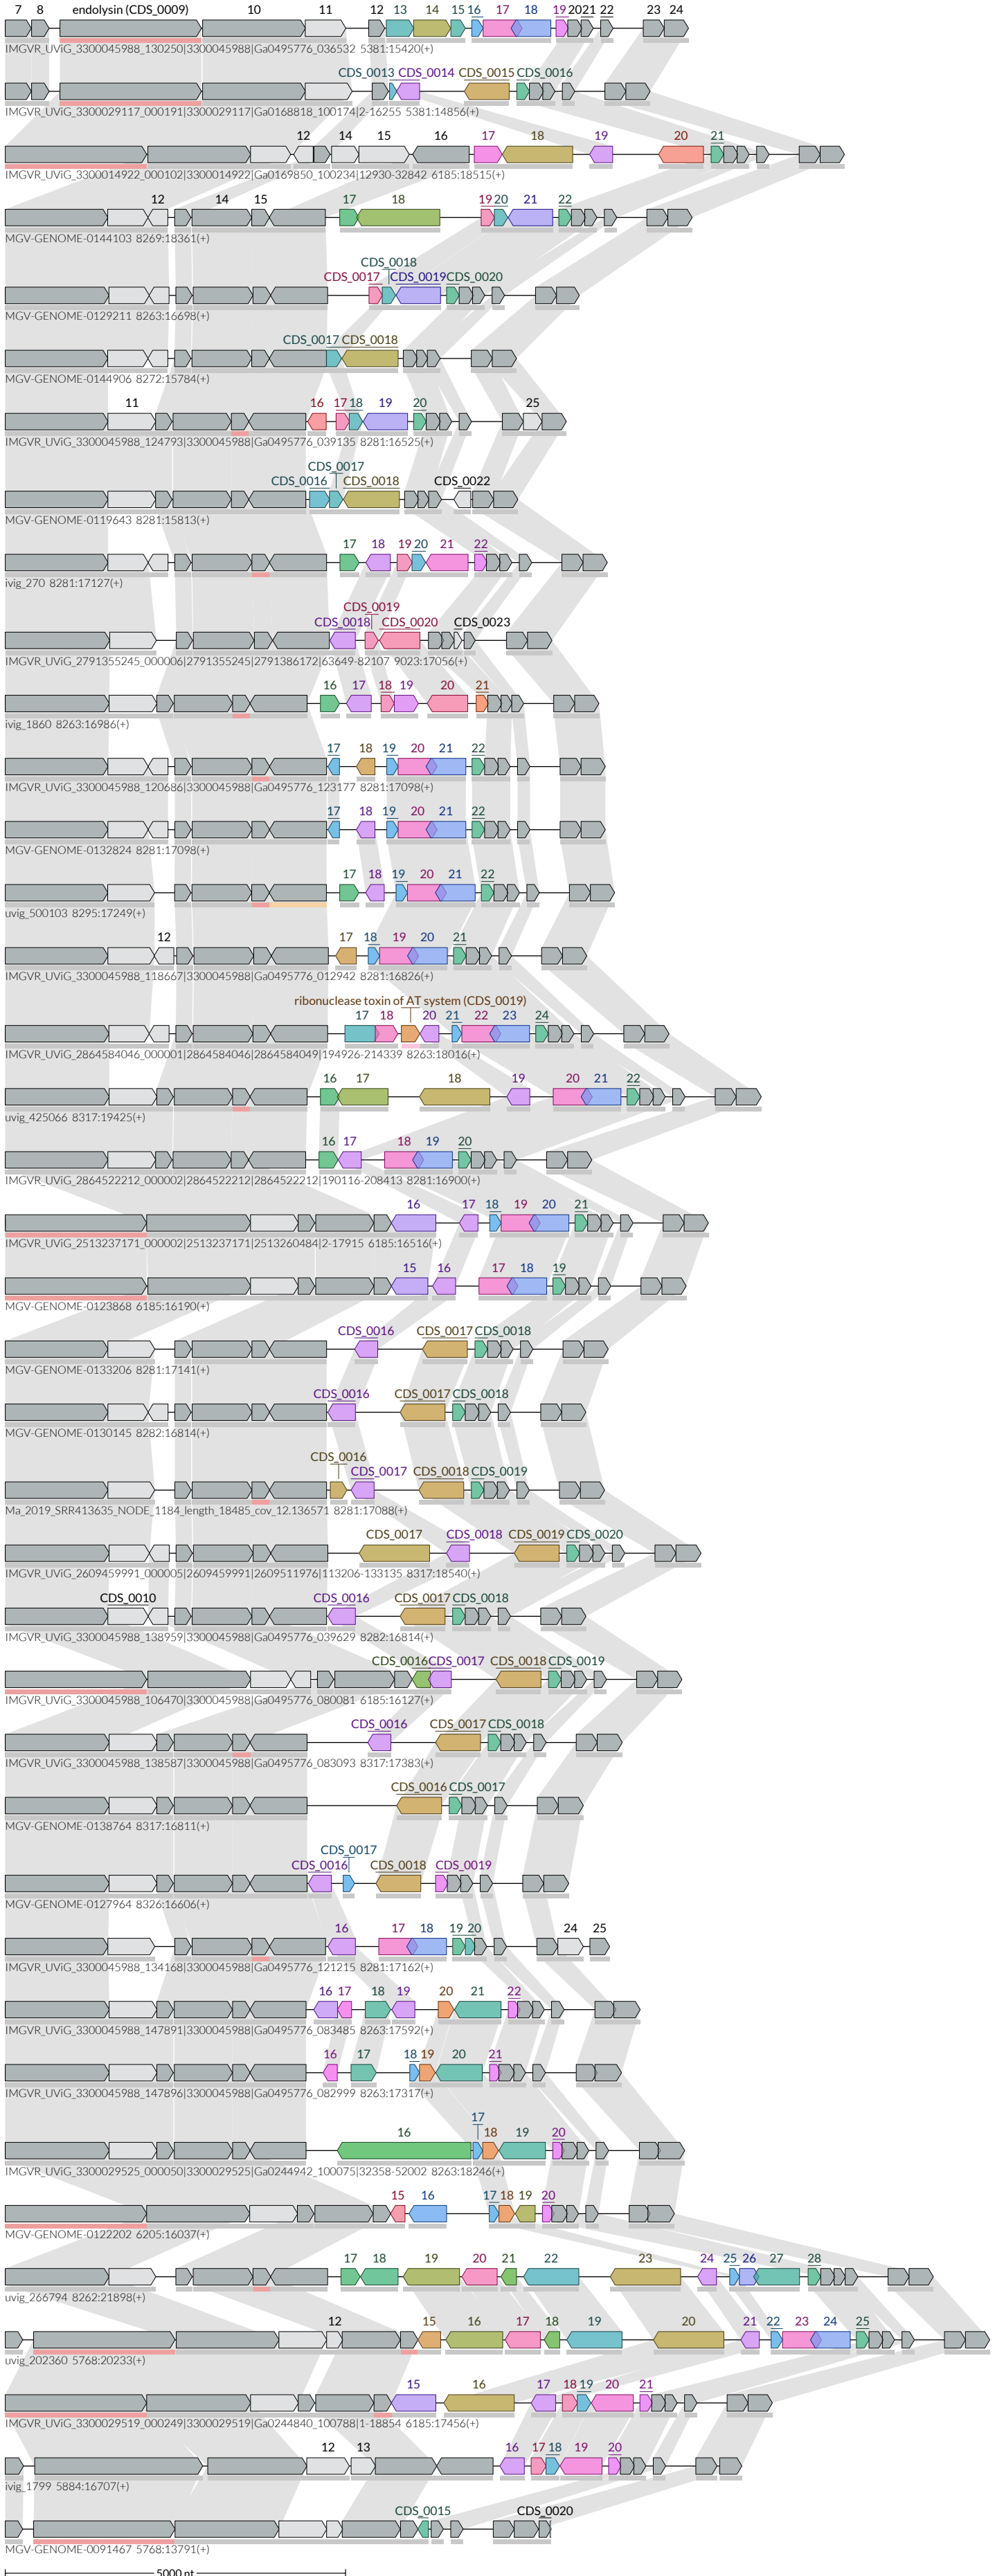 7 8 endolysin (CDS_0009) 10 11 12 13 14 15 16 17 18 19 20 21 22 23 24
IMGVR_UViG_3300045988_130250|3300045988|Ga0495776_036532 5381:15420(+)
CDS_0013 CDS_0014 CDS_0015 CDS_0016
IMGVR_UViG_3300029117_000191|3300029117|Ga0168818_100174|2-16255 5381:14856(+)
12 14 15 16 17 18 19 20 21
IMGVR_UViG_3300014922_000102|3300014922|Ga0169850_100234|12930-32842 6185:18515(+)
12 14 15 17 18 19 20 21 22
MGV-GENOME-0144103 8269:18361(+)
CDS_0018
CDS_0017 CDS_0019 CDS_0020
MGV-GENOME-0129211 8263:16698(+)
CDS_0017 CDS_0018
MGV-GENOME-0144906 8272:15784(+)
11 16 17 18 19 20 25
IMGVR_UViG_3300045988_124793|3300045988|Ga0495776_039135 8281:16525(+)
CDS_0017
CDS_0016 CDS_0018 CDS_0022
MGV-GENOME-0119643 8281:15813(+)
17 18 19 20 21 22
ivig_270 8281:17127(+)
CDS_0019
CDS_0018 CDS_0020 CDS_0023
IMGVR_UViG_2791355245_000006|2791355245|2791386172|63649-82107 9023:17056(+)
16 17 18 19 20 21
ivig_1860 8263:16986(+)
17 18 19 20 21 22
IMGVR_UViG_3300045988_120686|3300045988|Ga0495776_123177 8281:17098(+)
17 18 19 20 21 22
MGV-GENOME-0132824 8281:17098(+)
17 18 19 20 21 22
uvig_500103 8295:17249(+)
12 17 18 19 20 21
IMGVR_UViG_3300045988_118667|3300045988|Ga0495776_012942 8281:16826(+)
ribonuclease toxin of AT system (CDS_0019)
17 18 20 21 22 23 24
IMGVR_UViG_2864584046_000001|2864584046|2864584049|194926-214339 8263:18016(+)
16 17 18 19 20 21 22
uvig_425066 8317:19425(+)
16 17 18 19 20
IMGVR_UViG_2864522212_000002|2864522212|2864522212|190116-208413 8281:16900(+)
16 17 18 19 20 21
IMGVR_UViG_2513237171_000002|2513237171|2513260484|2-17915 6185:16516(+)
15 16 17 18 19
MGV-GENOME-0123868 6185:16190(+)
CDS_0016 CDS_0017 CDS_0018
MGV-GENOME-0133206 8281:17141(+)
CDS_0016 CDS_0017 CDS_0018
MGV-GENOME-0130145 8282:16814(+)
CDS_0016
CDS_0017 CDS_0018 CDS_0019
Ma_2019_SRR413635_NODE_1184_length_18485_cov_12.136571 8281:17088(+)
CDS_0017 CDS_0018 CDS_0019 CDS_0020
IMGVR_UViG_2609459991_000005|2609459991|2609511976|113206-133135 8317:18540(+)
CDS_0010 CDS_0016 CDS_0017 CDS_0018
IMGVR_UViG_3300045988_138959|3300045988|Ga0495776_039629 8282:16814(+)
CDS_0016 CDS_0017 CDS_0018 CDS_0019
IMGVR_UViG_3300045988_106470|3300045988|Ga0495776_080081 6185:16127(+)
CDS_0016 CDS_0017 CDS_0018
IMGVR_UViG_3300045988_138587|3300045988|Ga0495776_083093 8317:17383(+)
CDS_0016 CDS_0017
MGV-GENOME-0138764 8317:16811(+)
CDS_0017
CDS_0016 CDS_0018 CDS_0019
MGV-GENOME-0127964 8326:16606(+)
16 17 18 19 20 24 25
IMGVR_UViG_3300045988_134168|3300045988|Ga0495776_121215 8281:17162(+)
16 17 18 19 20 21 22
IMGVR_UViG_3300045988_147891|3300045988|Ga0495776_083485 8263:17592(+)
16 17 18 19 20 21
IMGVR_UViG_3300045988_147896|3300045988|Ga0495776_082999 8263:17317(+)
17
16 18 19 20
IMGVR_UViG_3300029525_000050|3300029525|Ga0244942_100075|32358-52002 8263:18246(+)
15 16 17 18 19 20
MGV-GENOME-0122202 6205:16037(+)
17 18 19 20 21 22 23 24 25 26 27 28
uvig_266794 8262:21898(+)
12 15 16 17 18 19 20 21 22 23 24 25
uvig_202360 5768:20233(+)
15 16 17 18 19 20 21
IMGVR_UViG_3300029519_000249|3300029519|Ga0244840_100788|1-18854 6185:17456(+)
12 13 16 17 18 19 20
ivig_1799 5884:16707(+)
CDS_0015 CDS_0020
MGV-GENOME-0091467 5768:13791(+)
5000 nt